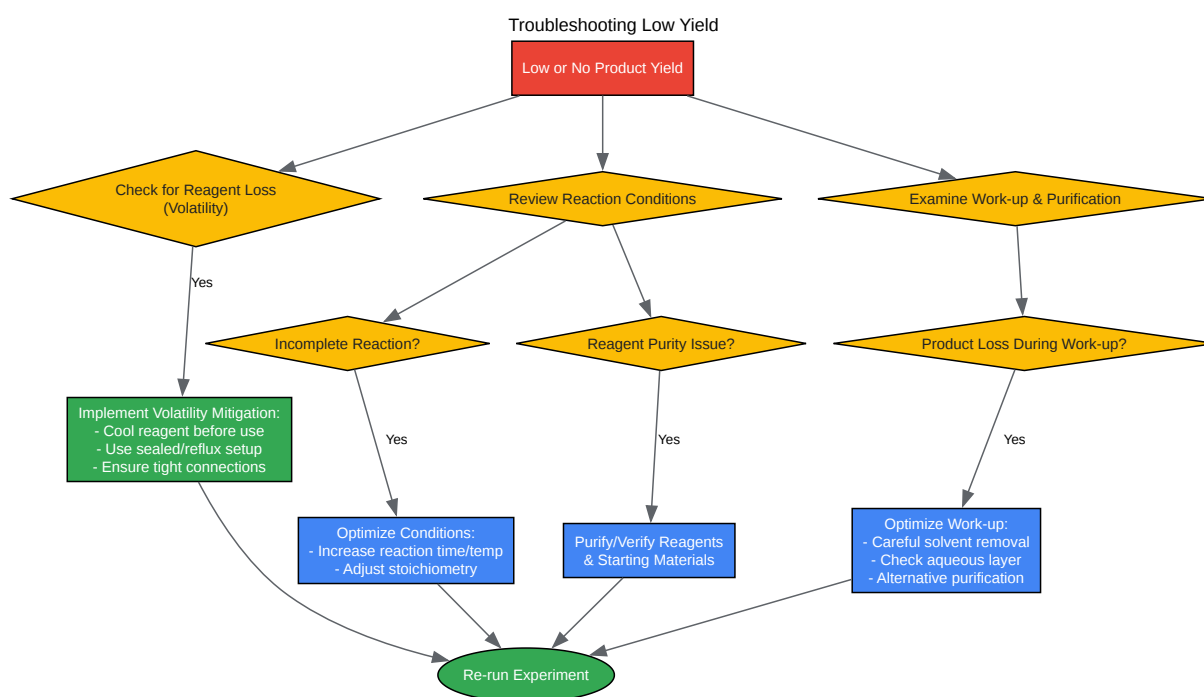 Troubleshooting Low Yield
Low or No Product Yield
Check for Reagent Loss
(Volatility)
Review Reaction Conditions
Examine Work-up & Purification
Yes
Incomplete Reaction?
Reagent Purity Issue?
Product Loss During Work-up?
Implement Volatility Mitigation:
- Cool reagent before use
- Use sealed/reflux setup
- Ensure tight connections
Yes
Yes
Yes
Optimize Conditions:
- Increase reaction time/temp
- Adjust stoichiometry
Purify/Verify Reagents
& Starting Materials
Optimize Work-up:
- Careful solvent removal
- Check aqueous layer
- Alternative purification
Re-run Experiment